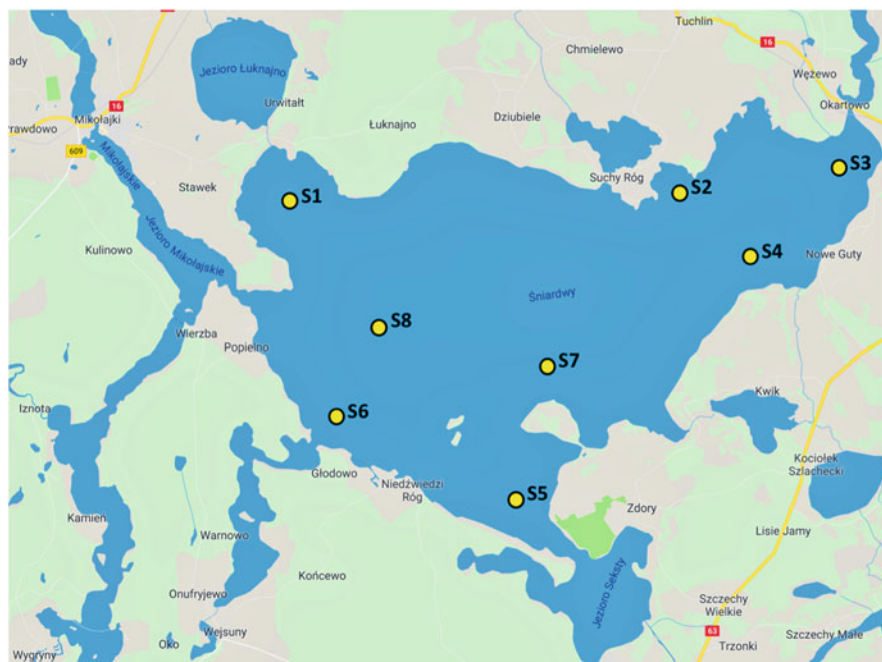 Tuchlin
16
16
Chmielewo
ady
Jezioro Łuknajno
Wężewo
Urwitałt
Okartowo
16
Dziubiele
Mikołajki
Łuknajno
rawdowo
609
Mikołajskie
S3
Suchy Róg
Stawek
S1
S2
Kulinowo
Jezioro Mikołajskie
S4
Nowe Guty
Śniardwy
S8
Wierzba
Popielno
S7
Kwik
Iznota
S6
Kociołek
Szlachecki
Głodowo
Niedźwiedzi
Róg
S5
Zdory
Kamień
Warnowo
Lisie Jamy
Końcewo
Onufryjewo
Jezioro Seksty
Szczechy
Wielkie
Wejsuny
63
Szczechy Małe
Oko
Trzonki
Wygryny